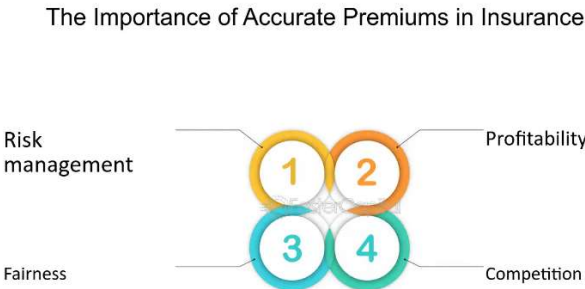 The Importance of Accurate Premiums in Insurance
Risk
management
1
2
Profitability
3
4
Fairness
Competition